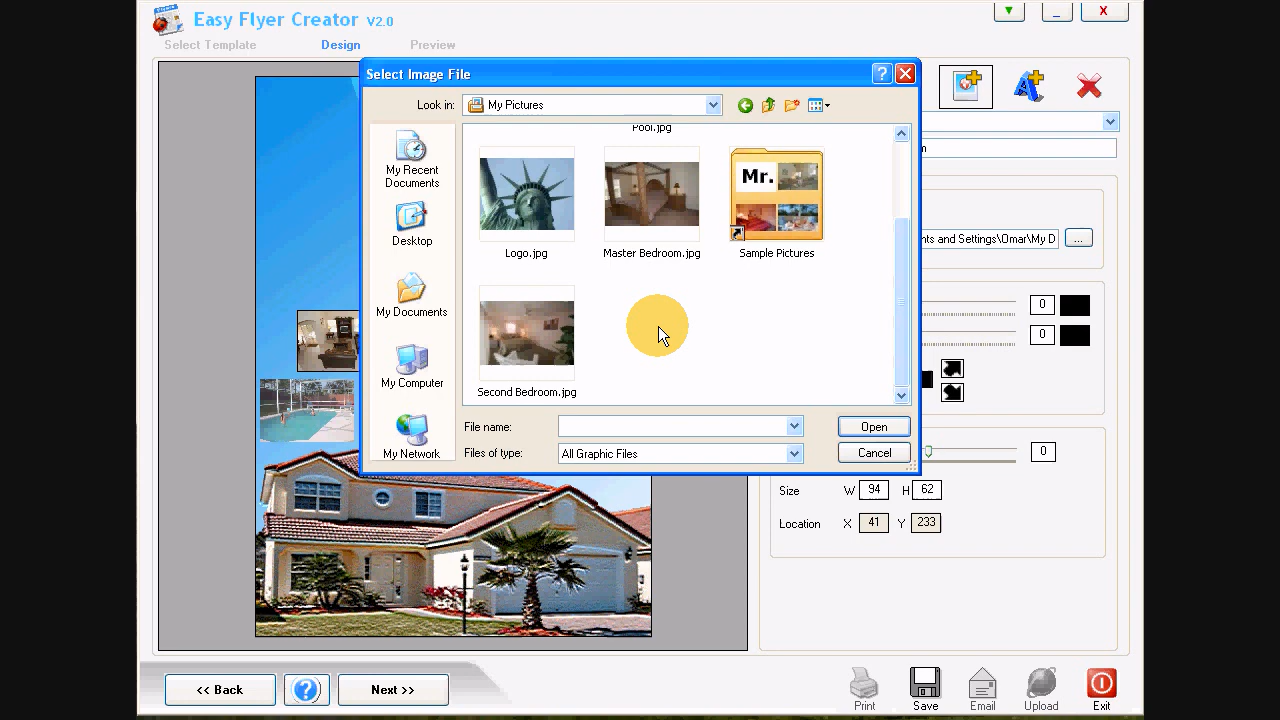 Easy Flyer Creator V2.0
Select Template Design Preview
Select Image File
Look in: My Pictures
Pool.jpg
My Recent
Documents
Desktop
My Documents
My Computer
My Network
Mr.
Logo.jpg Master Bedroom.jpg Sample Pictures
Second Bedroom.jpg
File name: Open
Files of type: All Graphic Files Cancel
nts and Settings\Omar\My D ...
0
0
0
Size W 94 H 62
Location X 41 Y 233
<< Back Next >>
Print Save Email Upload Exit